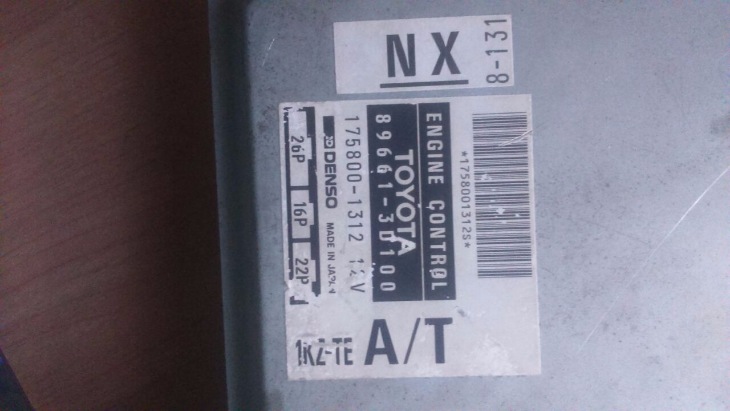 NX
8-131
*1758001312S*
ENGINE CONTROL
TOYOTA
89661-3D100
175800-1312 12V
DENSO MADE IN JAPAN
26P 16P 22P
1KZ-TE A/T